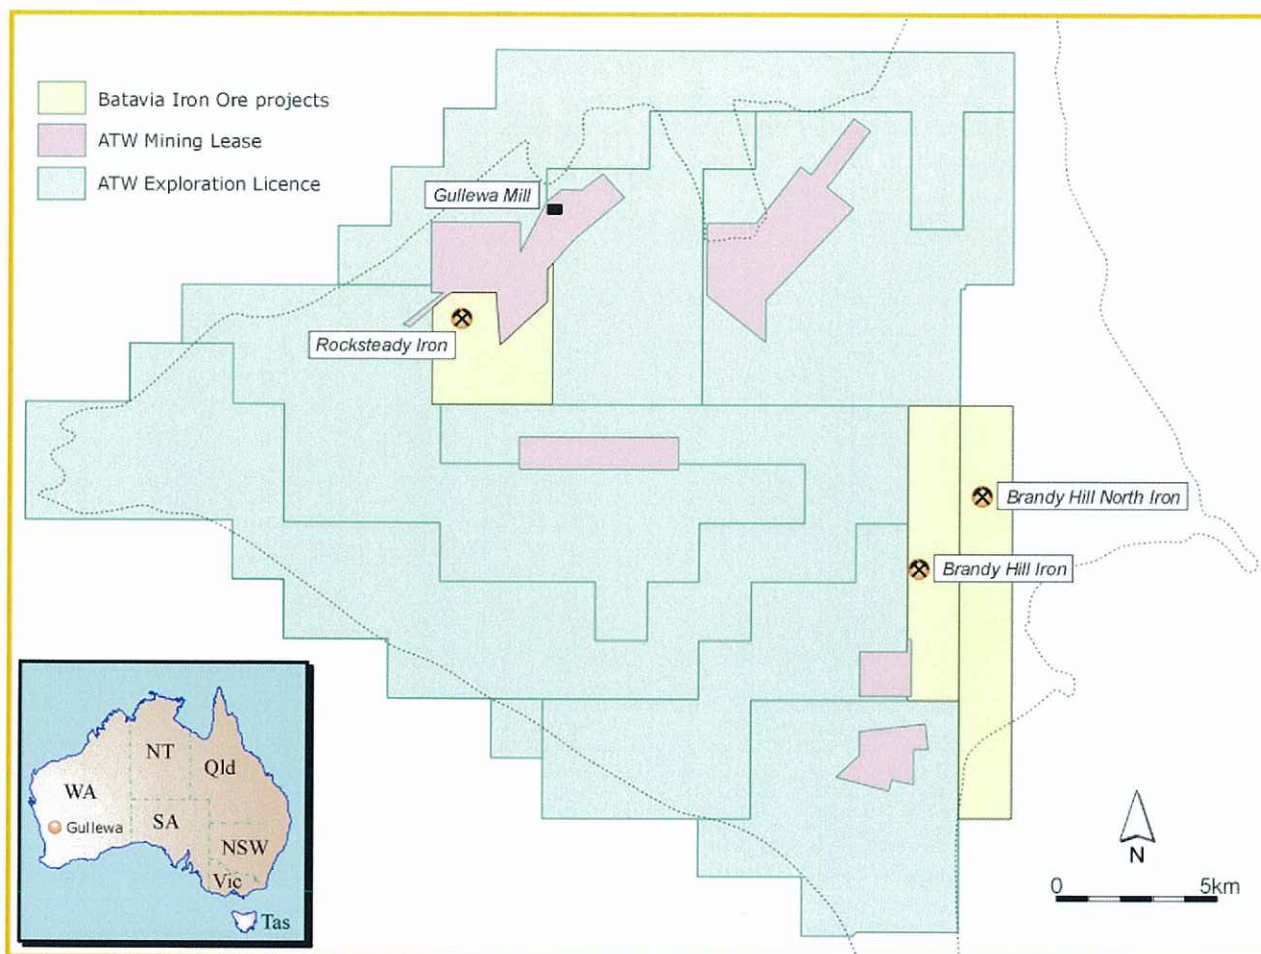 Batavia Iron Ore projects
ATW Mining Lease
ATW Exploration Licence
Gullewa Mill
Rocksteady Iron
Brandy Hill North Iron
Brandy Hill Iron
NT
Qld
WA
Gullewa
SA
NSW
Vic
Tas
N
0 5km